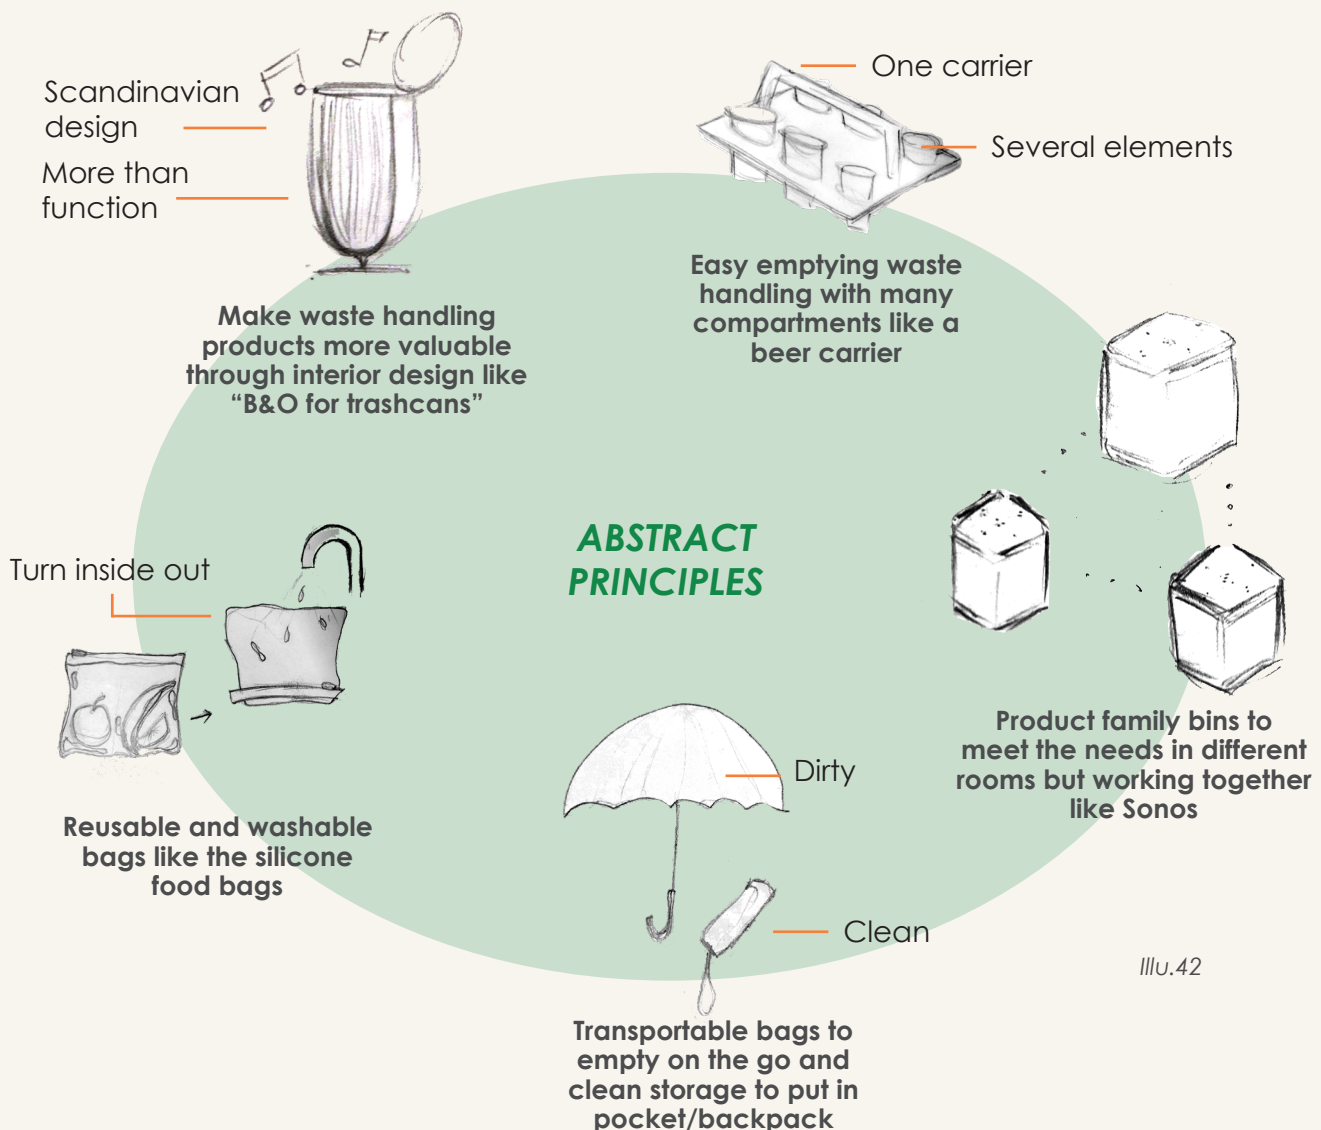 Scandinavian
design
More than
function
Make waste handling
products more valuable
through interior design like
“B&O for trashcans”
One carrier
Several elements
Easy emptying waste
handling with many
compartments like a
beer carrier
ABSTRACT
PRINCIPLES
Turn inside out
Reusable and washable
bags like the silicone
food bags
Product family bins to
meet the needs in different
rooms but working together
like Sonos
Dirty
Clean
Transportable bags to
empty on the go and
clean storage to put in
pocket/backpack
Illu.42